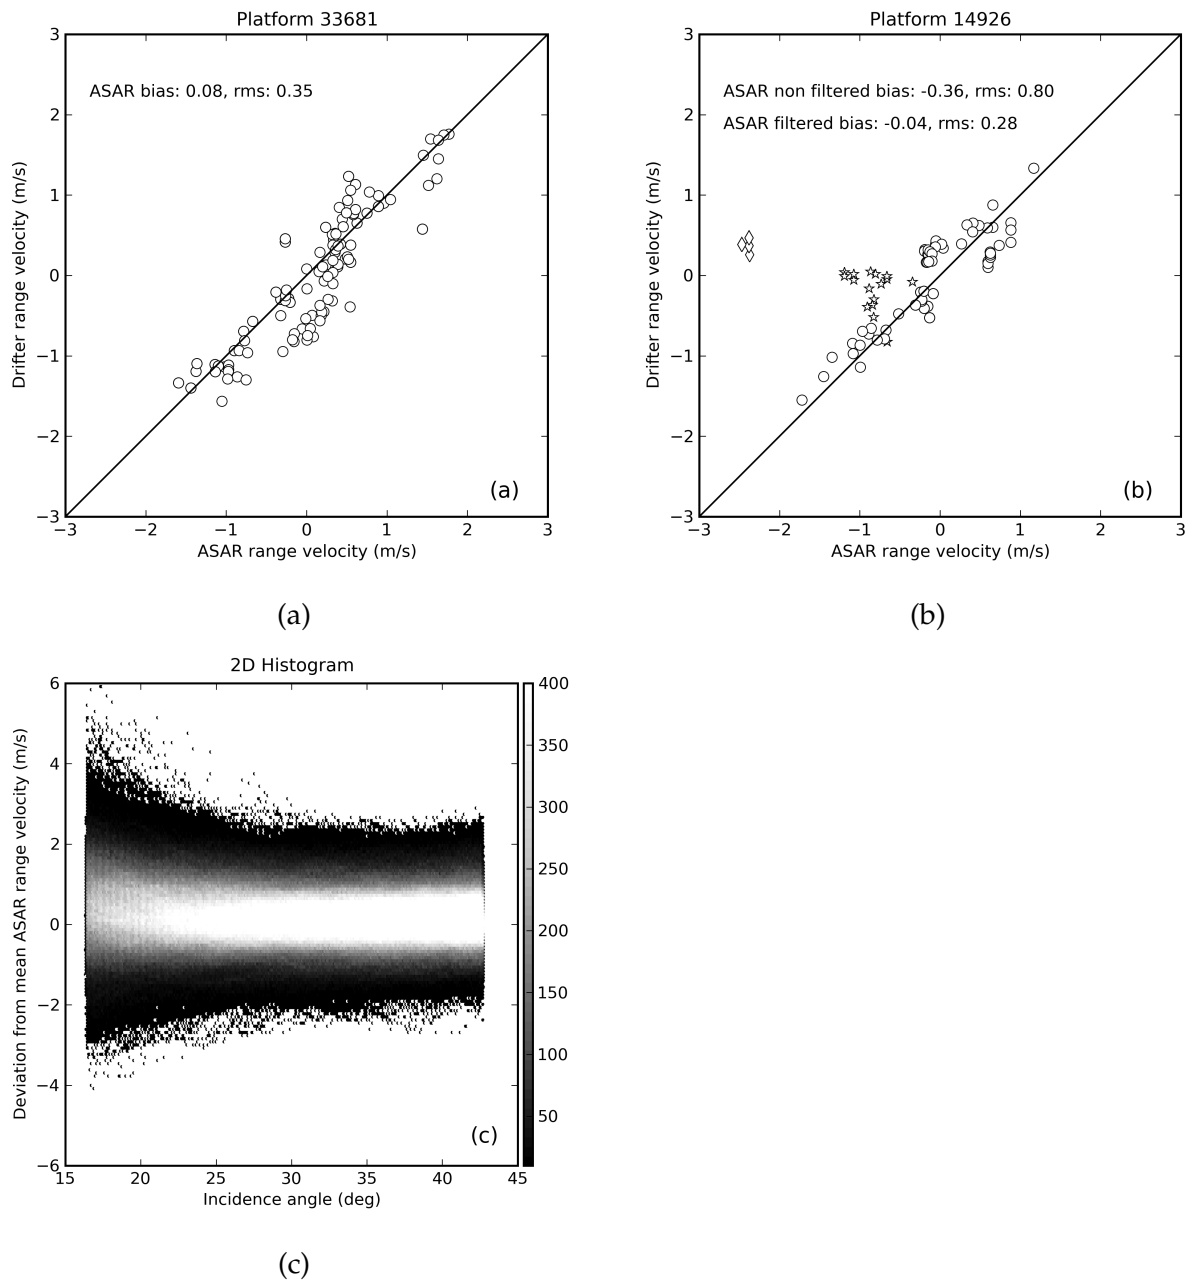 Platform 33681
3
2
1
0
−1
−2
−3
Drifter range velocity (m/s)
ASAR bias: 0.08, rms: 0.35
(a)
−3 −2 −1 0 1 2 3
ASAR range velocity (m/s)
(a)
Platform 14926
3
2
1
0
−1
−2
−3
Drifter range velocity (m/s)
ASAR non filtered bias: -0.36, rms: 0.80
ASAR filtered bias: -0.04, rms: 0.28
(b)
−3 −2 −1 0 1 2 3
ASAR range velocity (m/s)
(b)
2D Histogram
6
4
2
0
−2
−4
−6
Deviation from mean ASAR range velocity (m/s)
(c)
15 20 25 30 35 40 45
Incidence angle (deg)
400
350
300
250
200
150
100
50
(c)